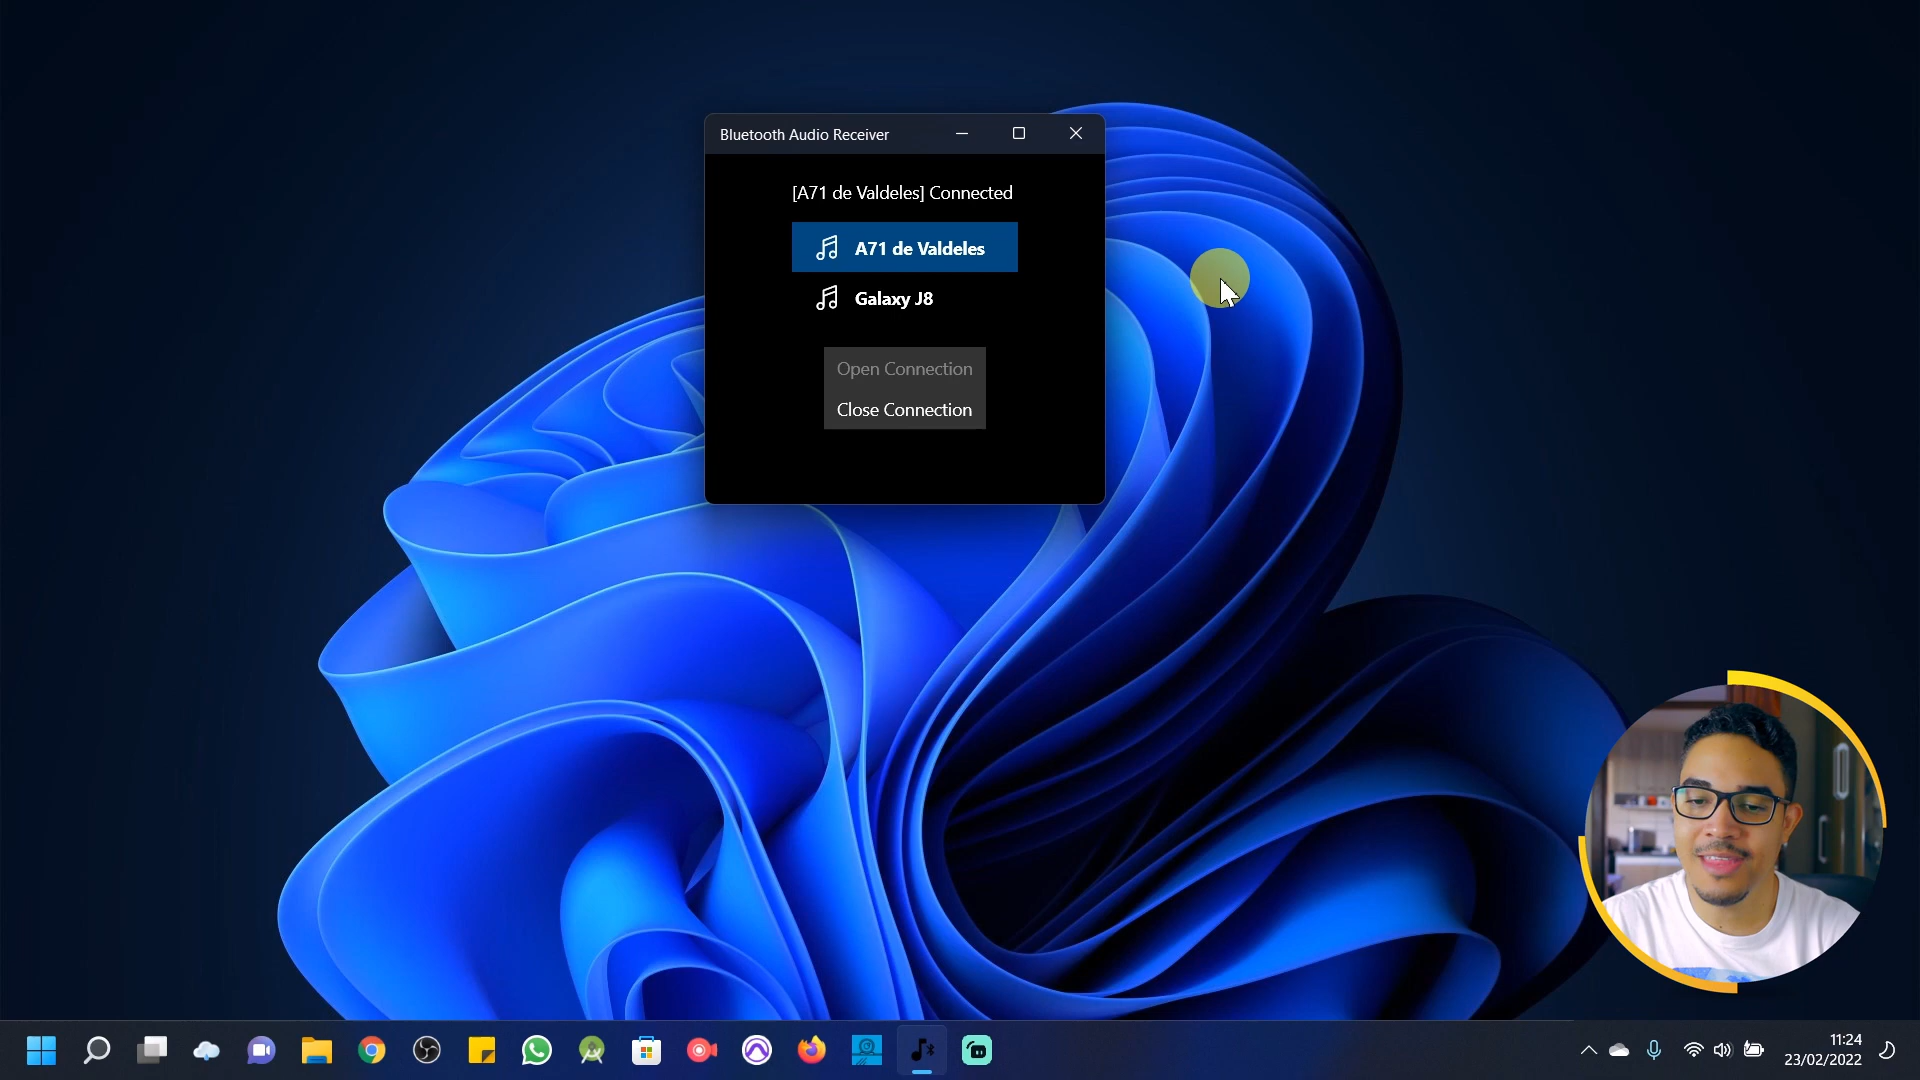 Bluetooth Audio Receiver
[A71 de Valdeles] Connected
A71 de Valdeles
Galaxy J8
Open Connection
Close Connection
11:24
23/02/2022